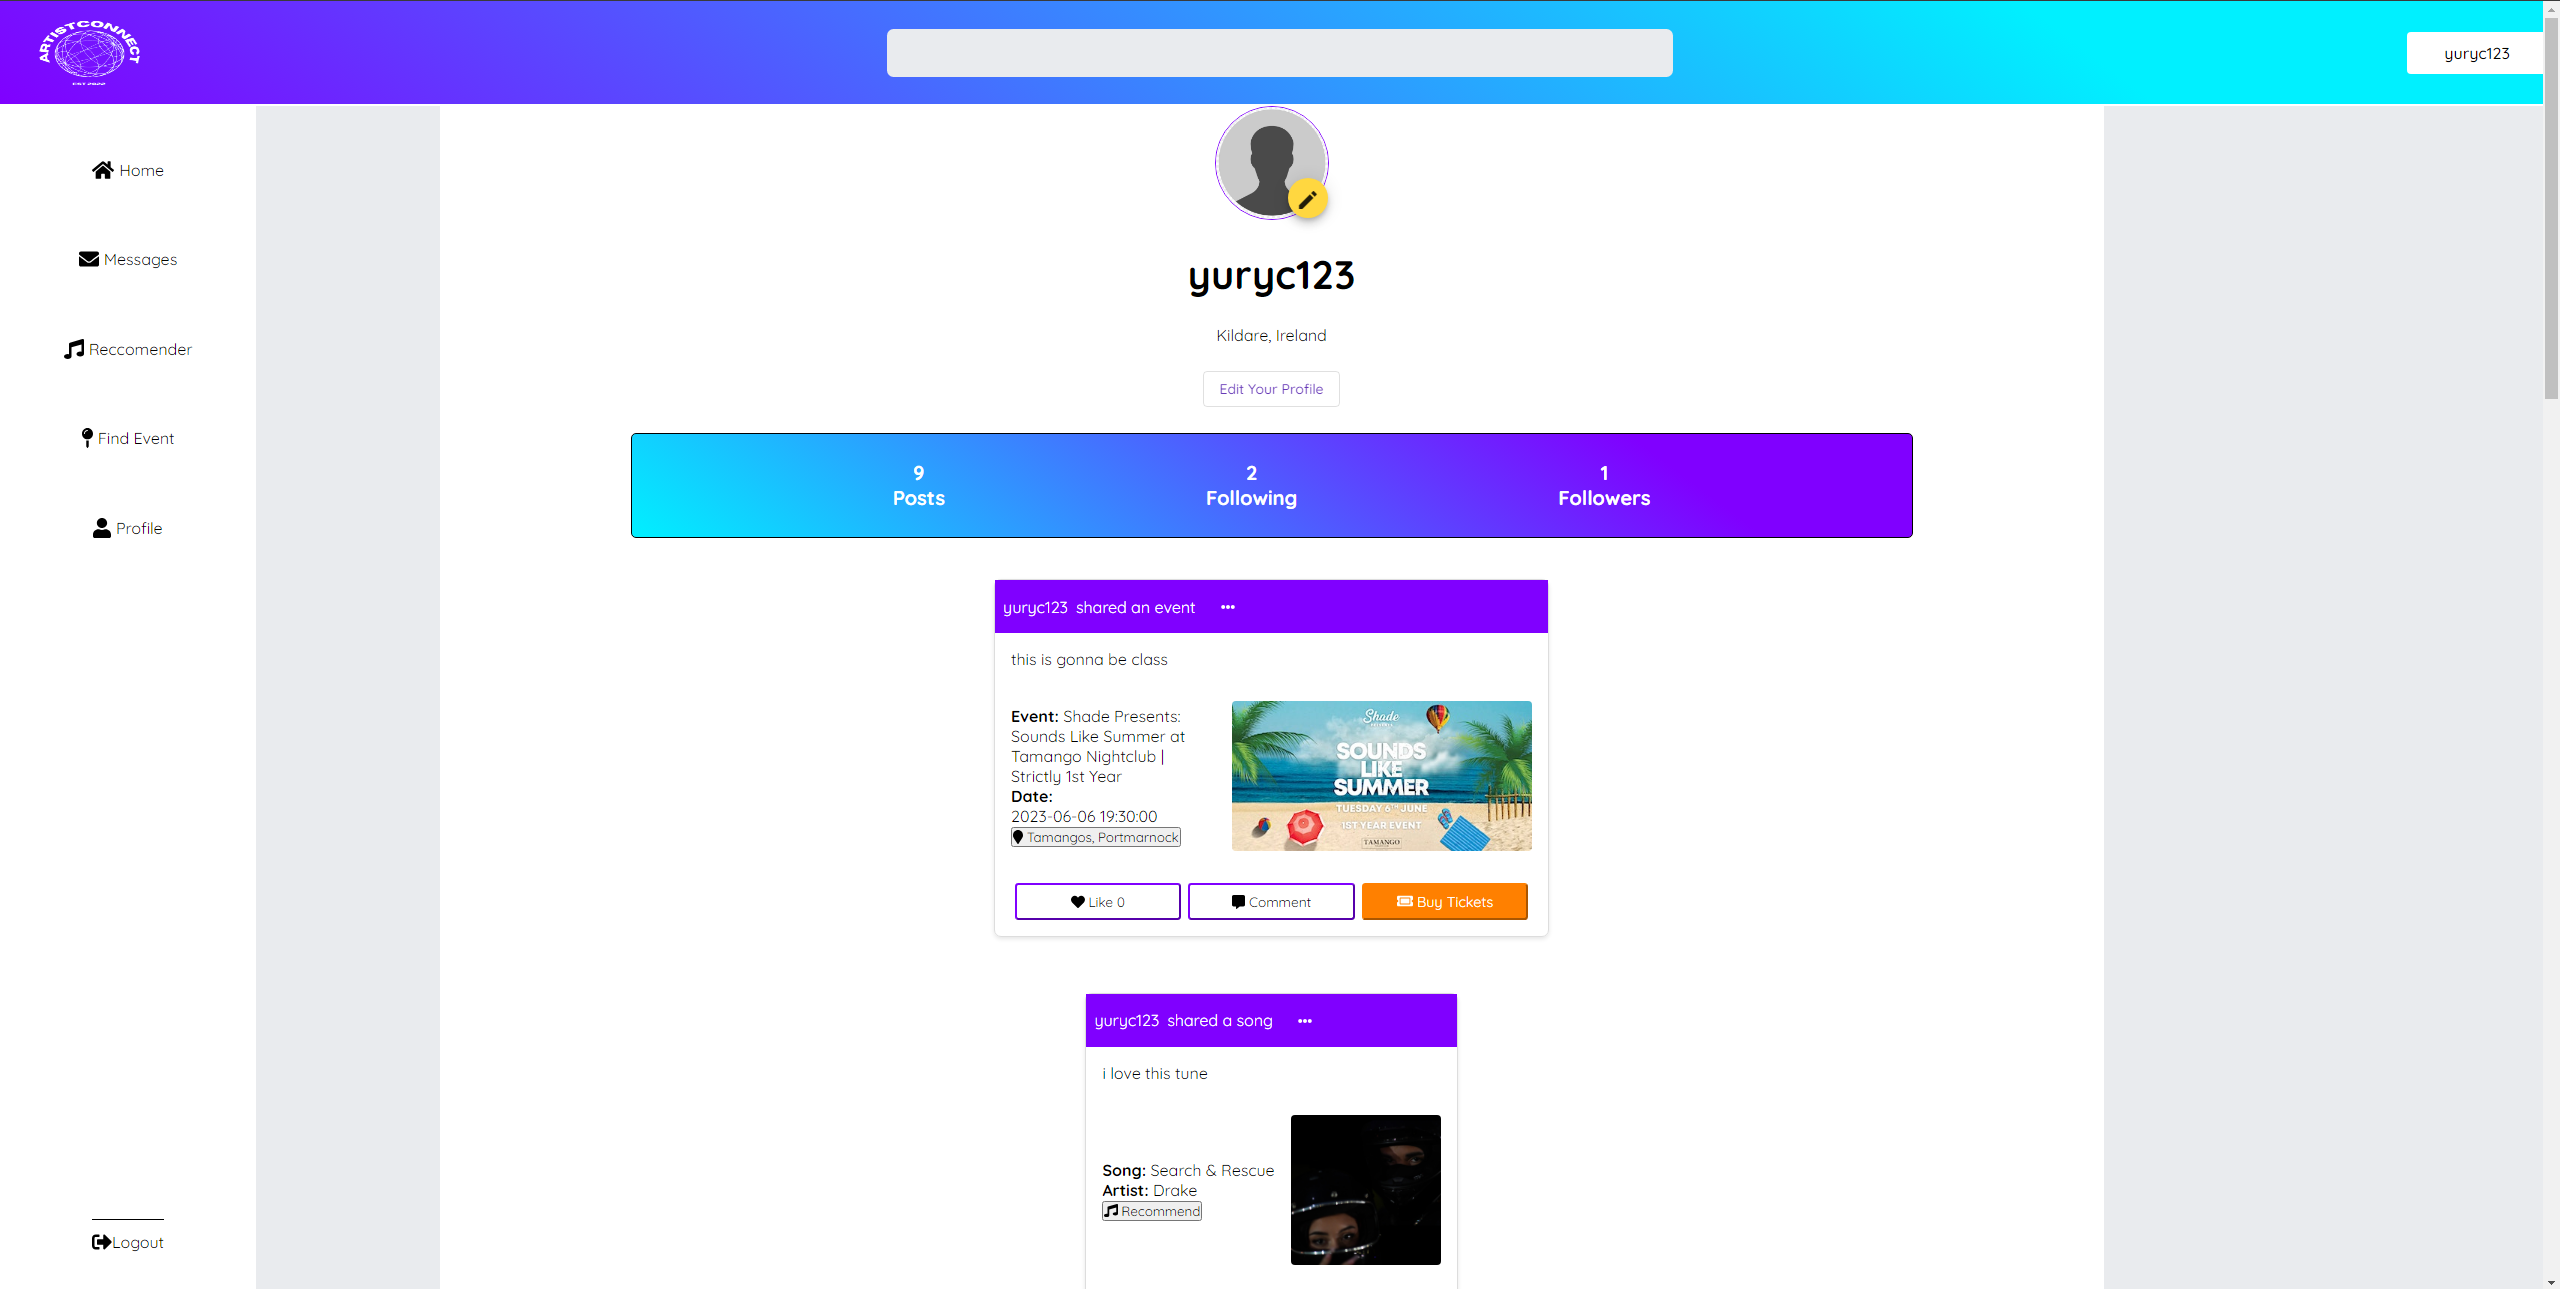 ARTISTCONNECT
EST 2022
yuryc123
Home
Messages
Reccomender
Find Event
Profile
Logout
yuryc123
Kildare, Ireland
Edit Your Profile
9
Posts
2
Following
1
Followers
yuryc123 shared an event
this is gonna be class
Event: Shade Presents:
Sounds Like Summer at
Tamango Nightclub |
Strictly 1st Year
Date:
2023-06-06 19:30:00
Tamangos, Portmarnock
Shade
PRESENTS
SOUNDS
LIKE
SUMMER
TUESDAY 6TH JUNE
1ST YEAR EVENT
TAMANGO
Like 0
Comment
Buy Tickets
yuryc123 shared a song
i love this tune
Song: Search & Rescue
Artist: Drake
Recommend